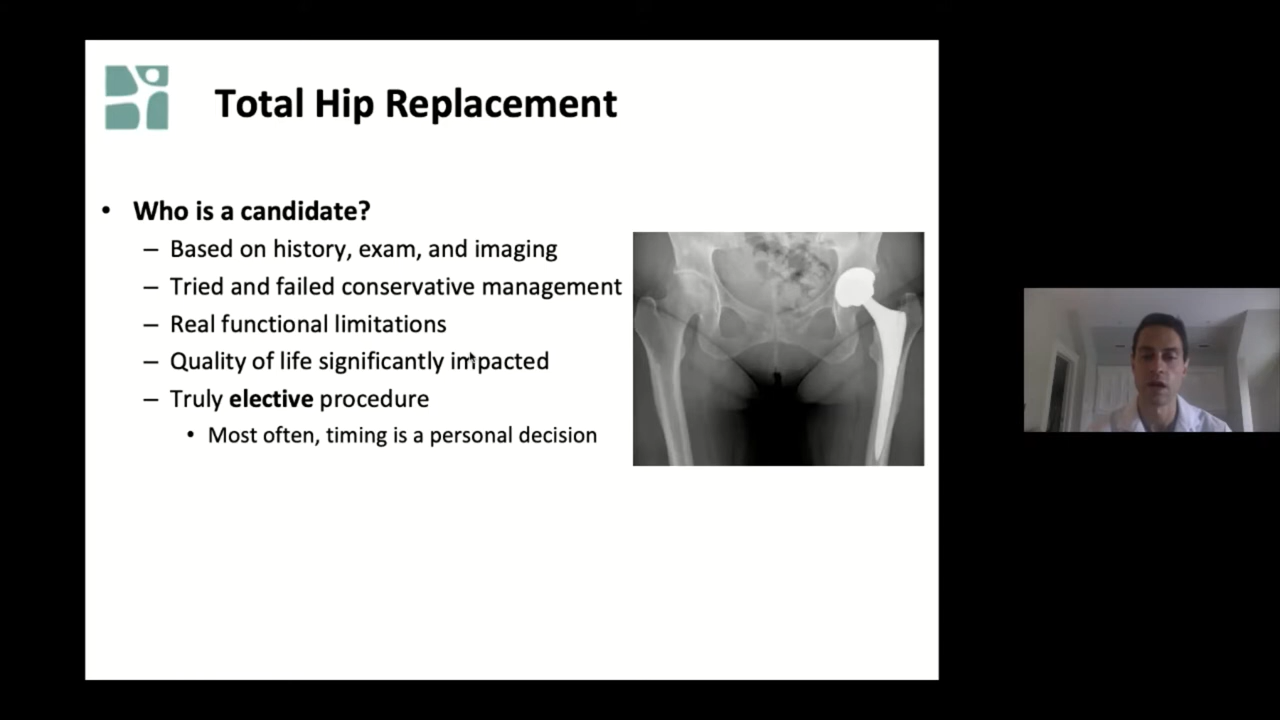 Total Hip Replacement
• Who is a candidate?
– Based on history, exam, and imaging
– Tried and failed conservative management
– Real functional limitations
– Quality of life significantly impacted
– Truly elective procedure
• Most often, timing is a personal decision